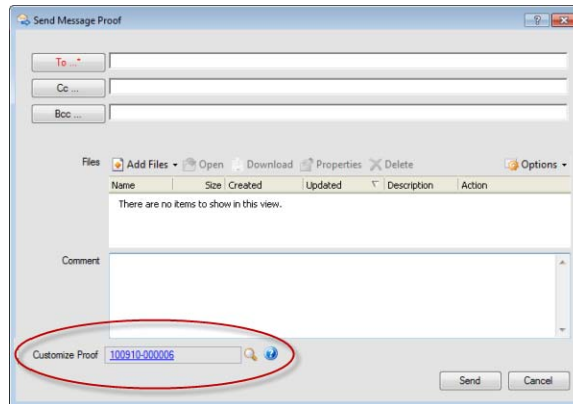 Send Message Proof
To ...*
Cc ...
Bcc ...
Files Add Files Open Download Properties Delete Options
Name Size Created Updated Description Action
There are no items to show in this view.
Comment
Customize Proof 100910-000006
Send Cancel